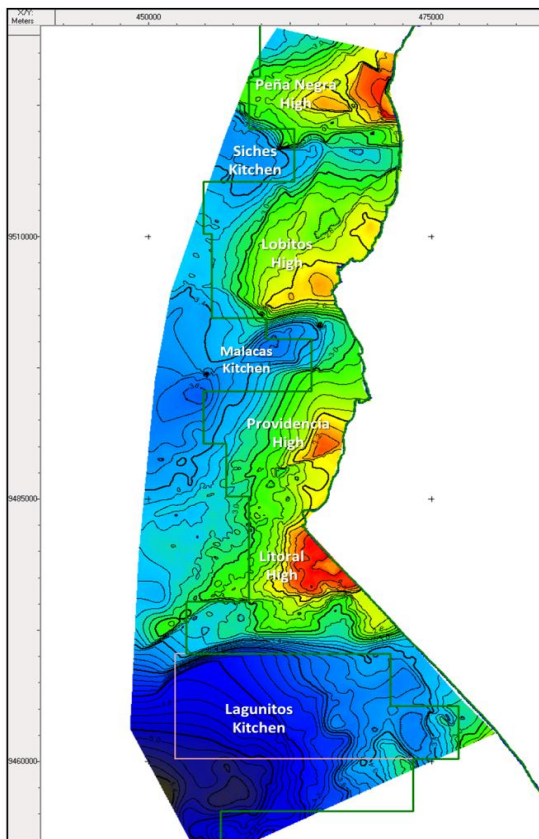 X/Y:
Meters
450000
475000
Peña Negra
High
Siches
Kitchen
9510000
Lobitos
High
Malacas
Kitchen
Providencia
High
9485000
Litoral
High
Lagunitos
Kitchen
9460000